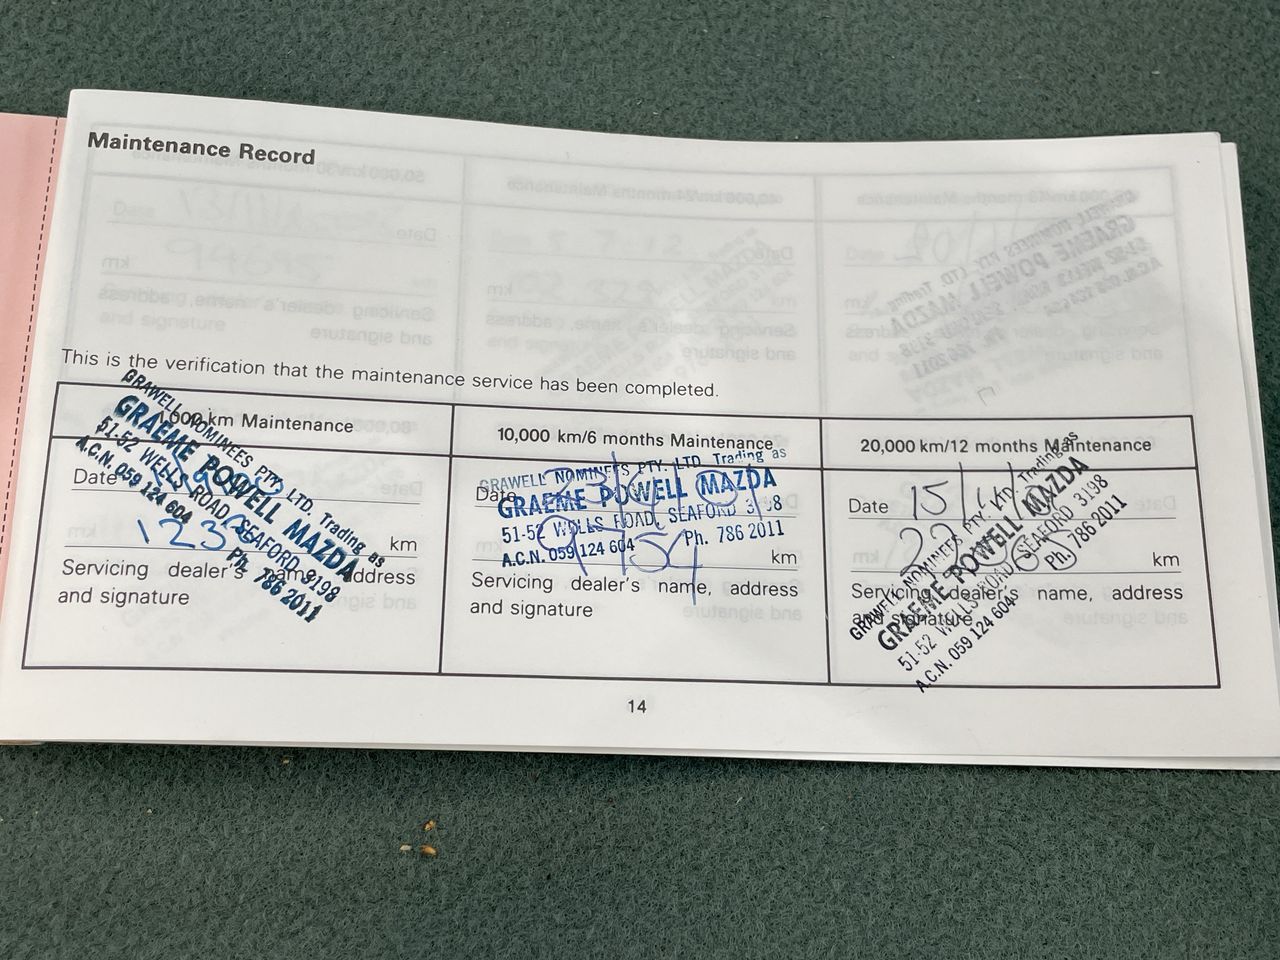 Maintenance Record
This is the verification that the maintenance service has been completed.
1,000 km Maintenance
Date
km
Servicing dealer's name, address
and signature
GRAWELL NOMINEES PTY. LTD. Trading as
GRAEME POWELL MAZDA
51-52 WELLS ROAD, SEAFORD 3198
A.C.N. 059 124 604 Ph. 786 2011
10,000 km/6 months Maintenance
Date
km
Servicing dealer's name, address
and signature
GRAWELL NOMINEES PTY. LTD. Trading as
GRAEME POWELL MAZDA
51-52 WELLS ROAD, SEAFORD 3198
A.C.N. 059 124 604 Ph. 786 2011
20,000 km/12 months Maintenance
Date 15
km
Servicing dealer's name, address
and signature
GRAWELL NOMINEES PTY. LTD. Trading as
GRAEME POWELL MAZDA
51-52 WELLS ROAD SEAFORD 3198
A.C.N. 059 124 604 Ph. 786 2011
14